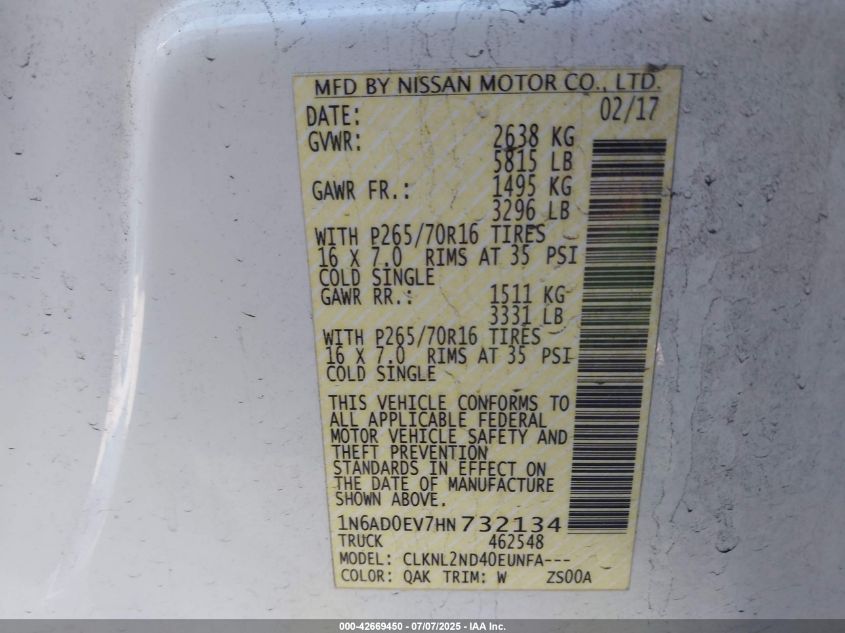 MFD BY NISSAN MOTOR CO., LTD.
DATE: 02/17
GVWR: 2638 KG
5815 LB
GAWR FR.: 1495 KG
3296 LB
WITH P265/70R16 TIRES
16 X 7.0 RIMS AT 35 PSI
COLD SINGLE
GAWR RR.: 1511 KG
3331 LB
WITH P265/70R16 TIRES
16 X 7.0 RIMS AT 35 PSI
COLD SINGLE
THIS VEHICLE CONFORMS TO
ALL APPLICABLE FEDERAL
MOTOR VEHICLE SAFETY AND
THEFT PREVENTION
STANDARDS IN EFFECT ON
THE DATE OF MANUFACTURE
SHOWN ABOVE.
1N6AD0EV7HN732134
TRUCK 462548
MODEL: CLKNL2ND40EUNFA---
COLOR: QAK TRIM: W ZS00A
000-42669450 - 07/07/2025 - IAA Inc.